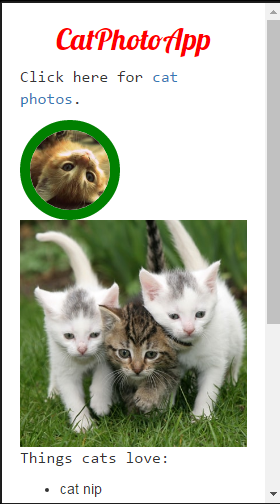 CatPhotoApp
Click here for cat
photos.
Things cats love:
cat nip